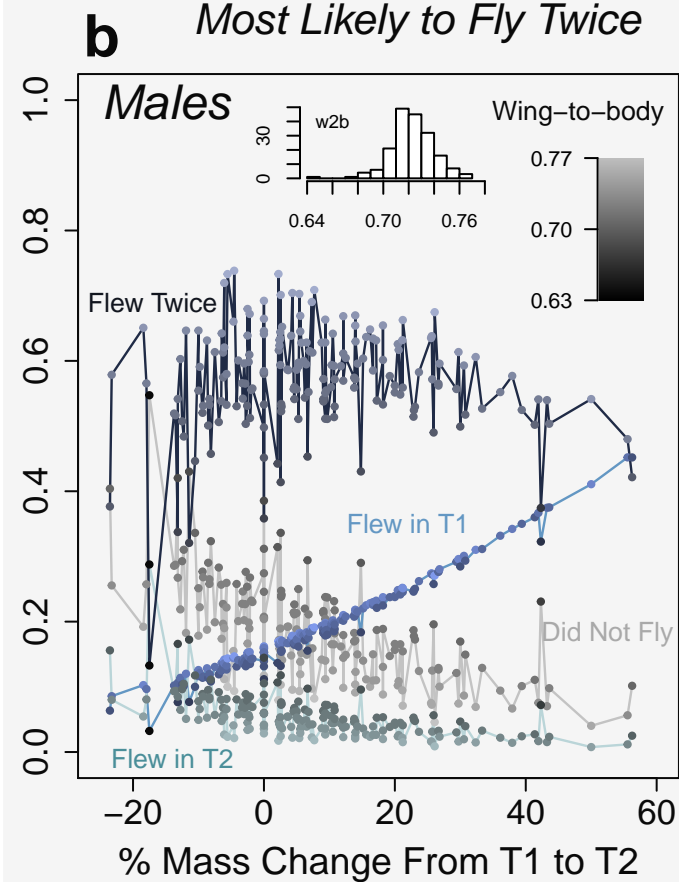 Most Likely to Fly Twice
b
Males
w2b
30
0
0.64 0.70 0.76
Wing−to−body
0.77
0.70
0.63
1.0
0.8
0.6
0.4
0.2
0.0
Flew Twice
Flew in T1
Did Not Fly
Flew in T2
−20 0 20 40 60
% Mass Change From T1 to T2